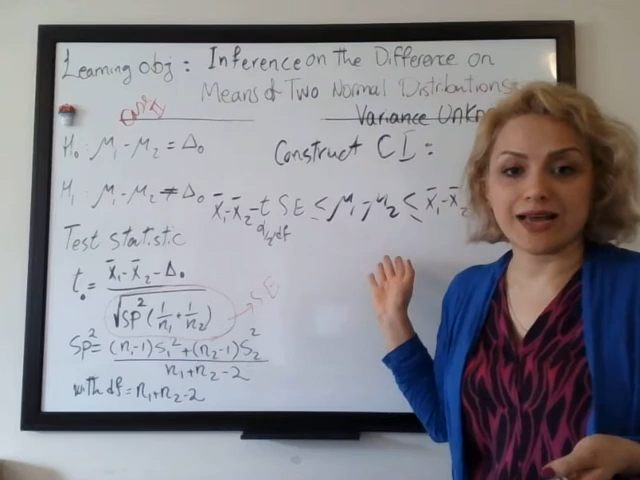 Learning obj : Inference on the Difference on
Means of Two Normal Distributions:
Variance Unkn
Case I
H₀: μ₁ - μ₂ = Δ₀
Construct CI:
H₁: μ₁ - μ₂ ≠ Δ₀
x̄₁-x̄₂ - t α/2, df SE ≤ μ₁ - μ₂ ≤ x̄₁-x̄₂
Test statistic
t₀ = (x̄₁ - x̄₂ - Δ₀) / √(SP² (1/n₁ + 1/n₂))
SE
SP² = ((n₁-1)S₁² + (n₂-1)S₂²) / (n₁+n₂-2)
with df = n₁+n₂-2